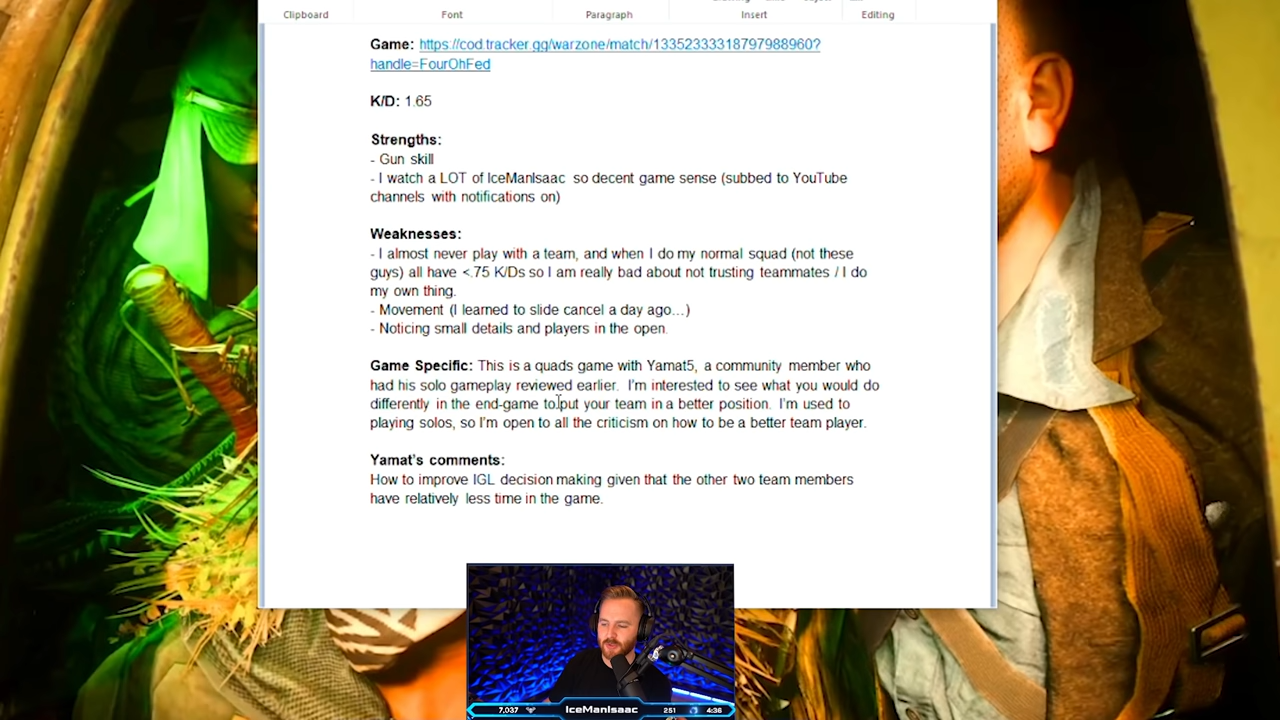 Clipboard Font Paragraph Insert Editing
Game: https://cod.tracker.gg/warzone/match/13352333318797988960?
handle=FourOhFed
K/D: 1.65
Strengths:
- Gun skill
- I watch a LOT of IceManIsaac so decent game sense (subbed to YouTube
channels with notifications on)
Weaknesses:
- I almost never play with a team, and when I do my normal squad (not these
guys) all have <.75 K/Ds so I am really bad about not trusting teammates / I do
my own thing.
- Movement (I learned to slide cancel a day ago...)
- Noticing small details and players in the open.
Game Specific: This is a quads game with Yamat5, a community member who
had his solo gameplay reviewed earlier. I'm interested to see what you would do
differently in the end-game to put your team in a better position. I'm used to
playing solos, so I'm open to all the criticism on how to be a better team player.
Yamat's comments:
How to improve IGL decision making given that the other two team members
have relatively less time in the game.
7,037 IceManIsaac 251 4:36